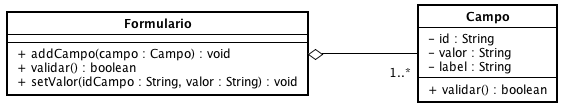 Formulario
+ addCampo(campo : Campo) : void
+ validar() : boolean
+ setValor(idCampo : String, valor : String) : void
1..*
Campo
- id : String
- valor : String
- label : String
+ validar() : boolean